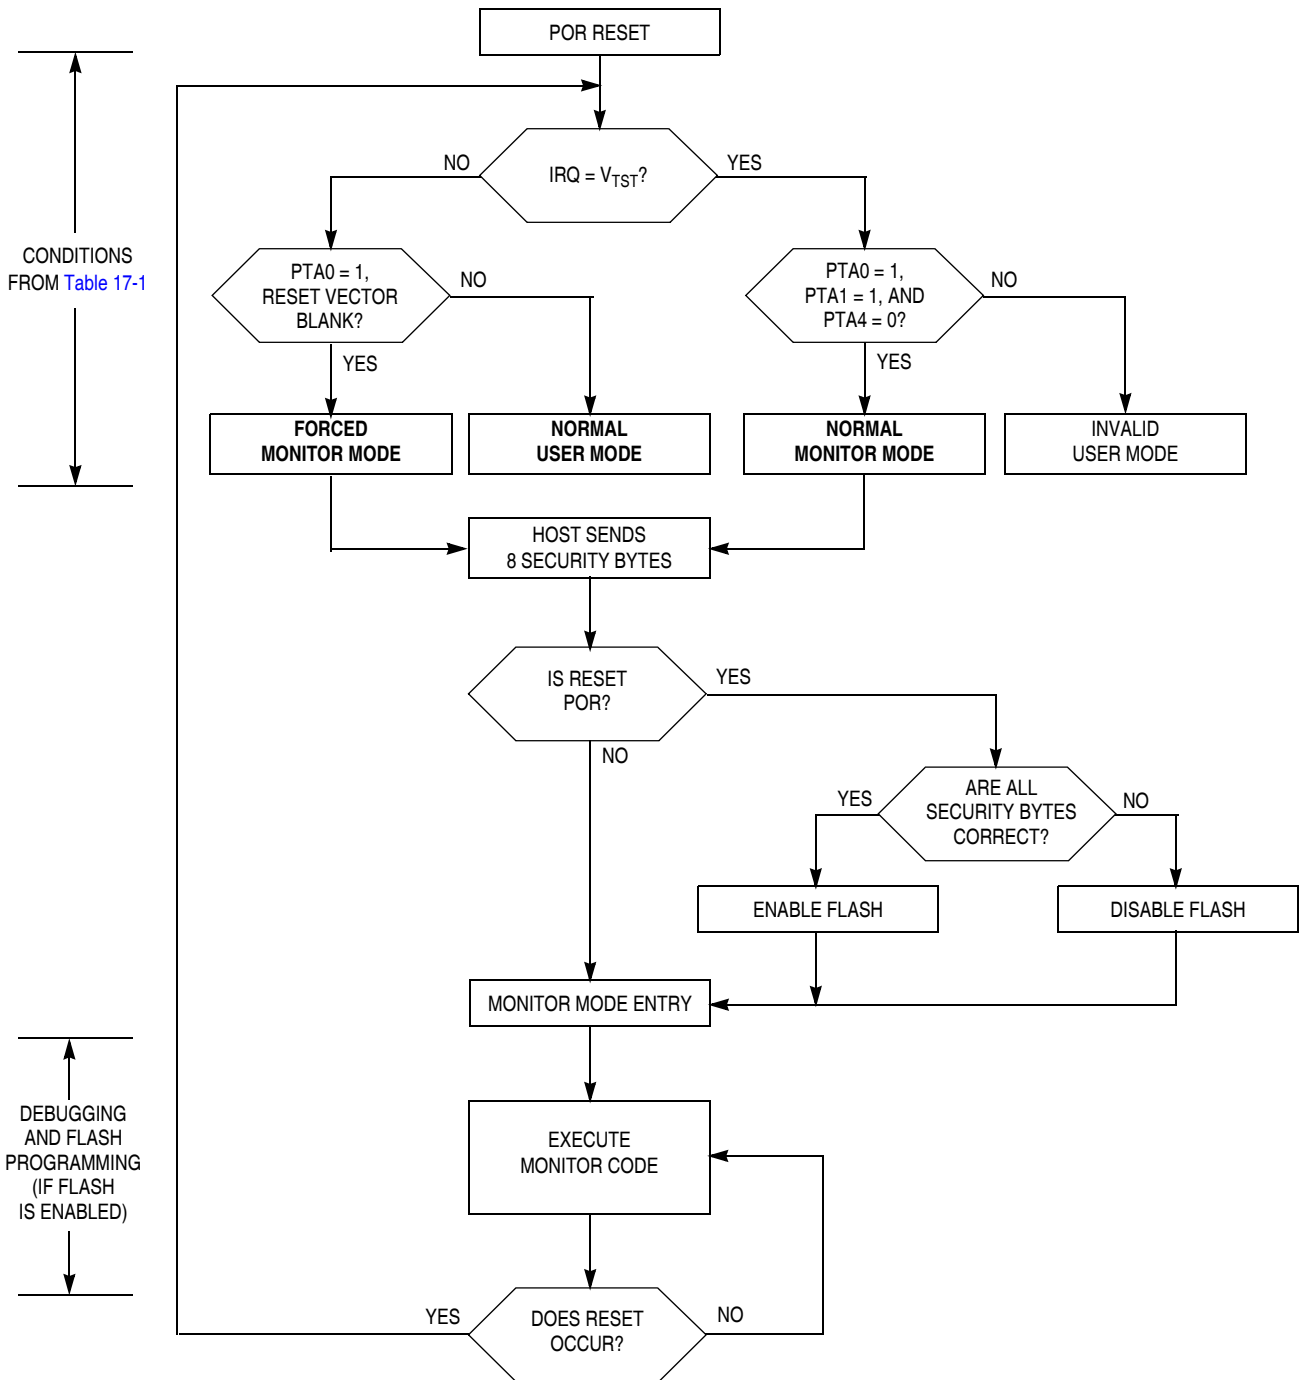 POR RESET
NO
IRQ = VTST?
YES
CONDITIONS
FROM Table 17-1
PTA0 = 1,
RESET VECTOR
BLANK?
NO
YES
PTA0 = 1,
PTA1 = 1, AND
PTA4 = 0?
NO
YES
FORCED
MONITOR MODE
NORMAL
USER MODE
NORMAL
MONITOR MODE
INVALID
USER MODE
HOST SENDS
8 SECURITY BYTES
IS RESET
POR?
YES
NO
YES
ARE ALL
SECURITY BYTES
CORRECT?
NO
ENABLE FLASH
DISABLE FLASH
MONITOR MODE ENTRY
DEBUGGING
AND FLASH
PROGRAMMING
(IF FLASH
IS ENABLED)
EXECUTE
MONITOR CODE
YES
DOES RESET
OCCUR?
NO